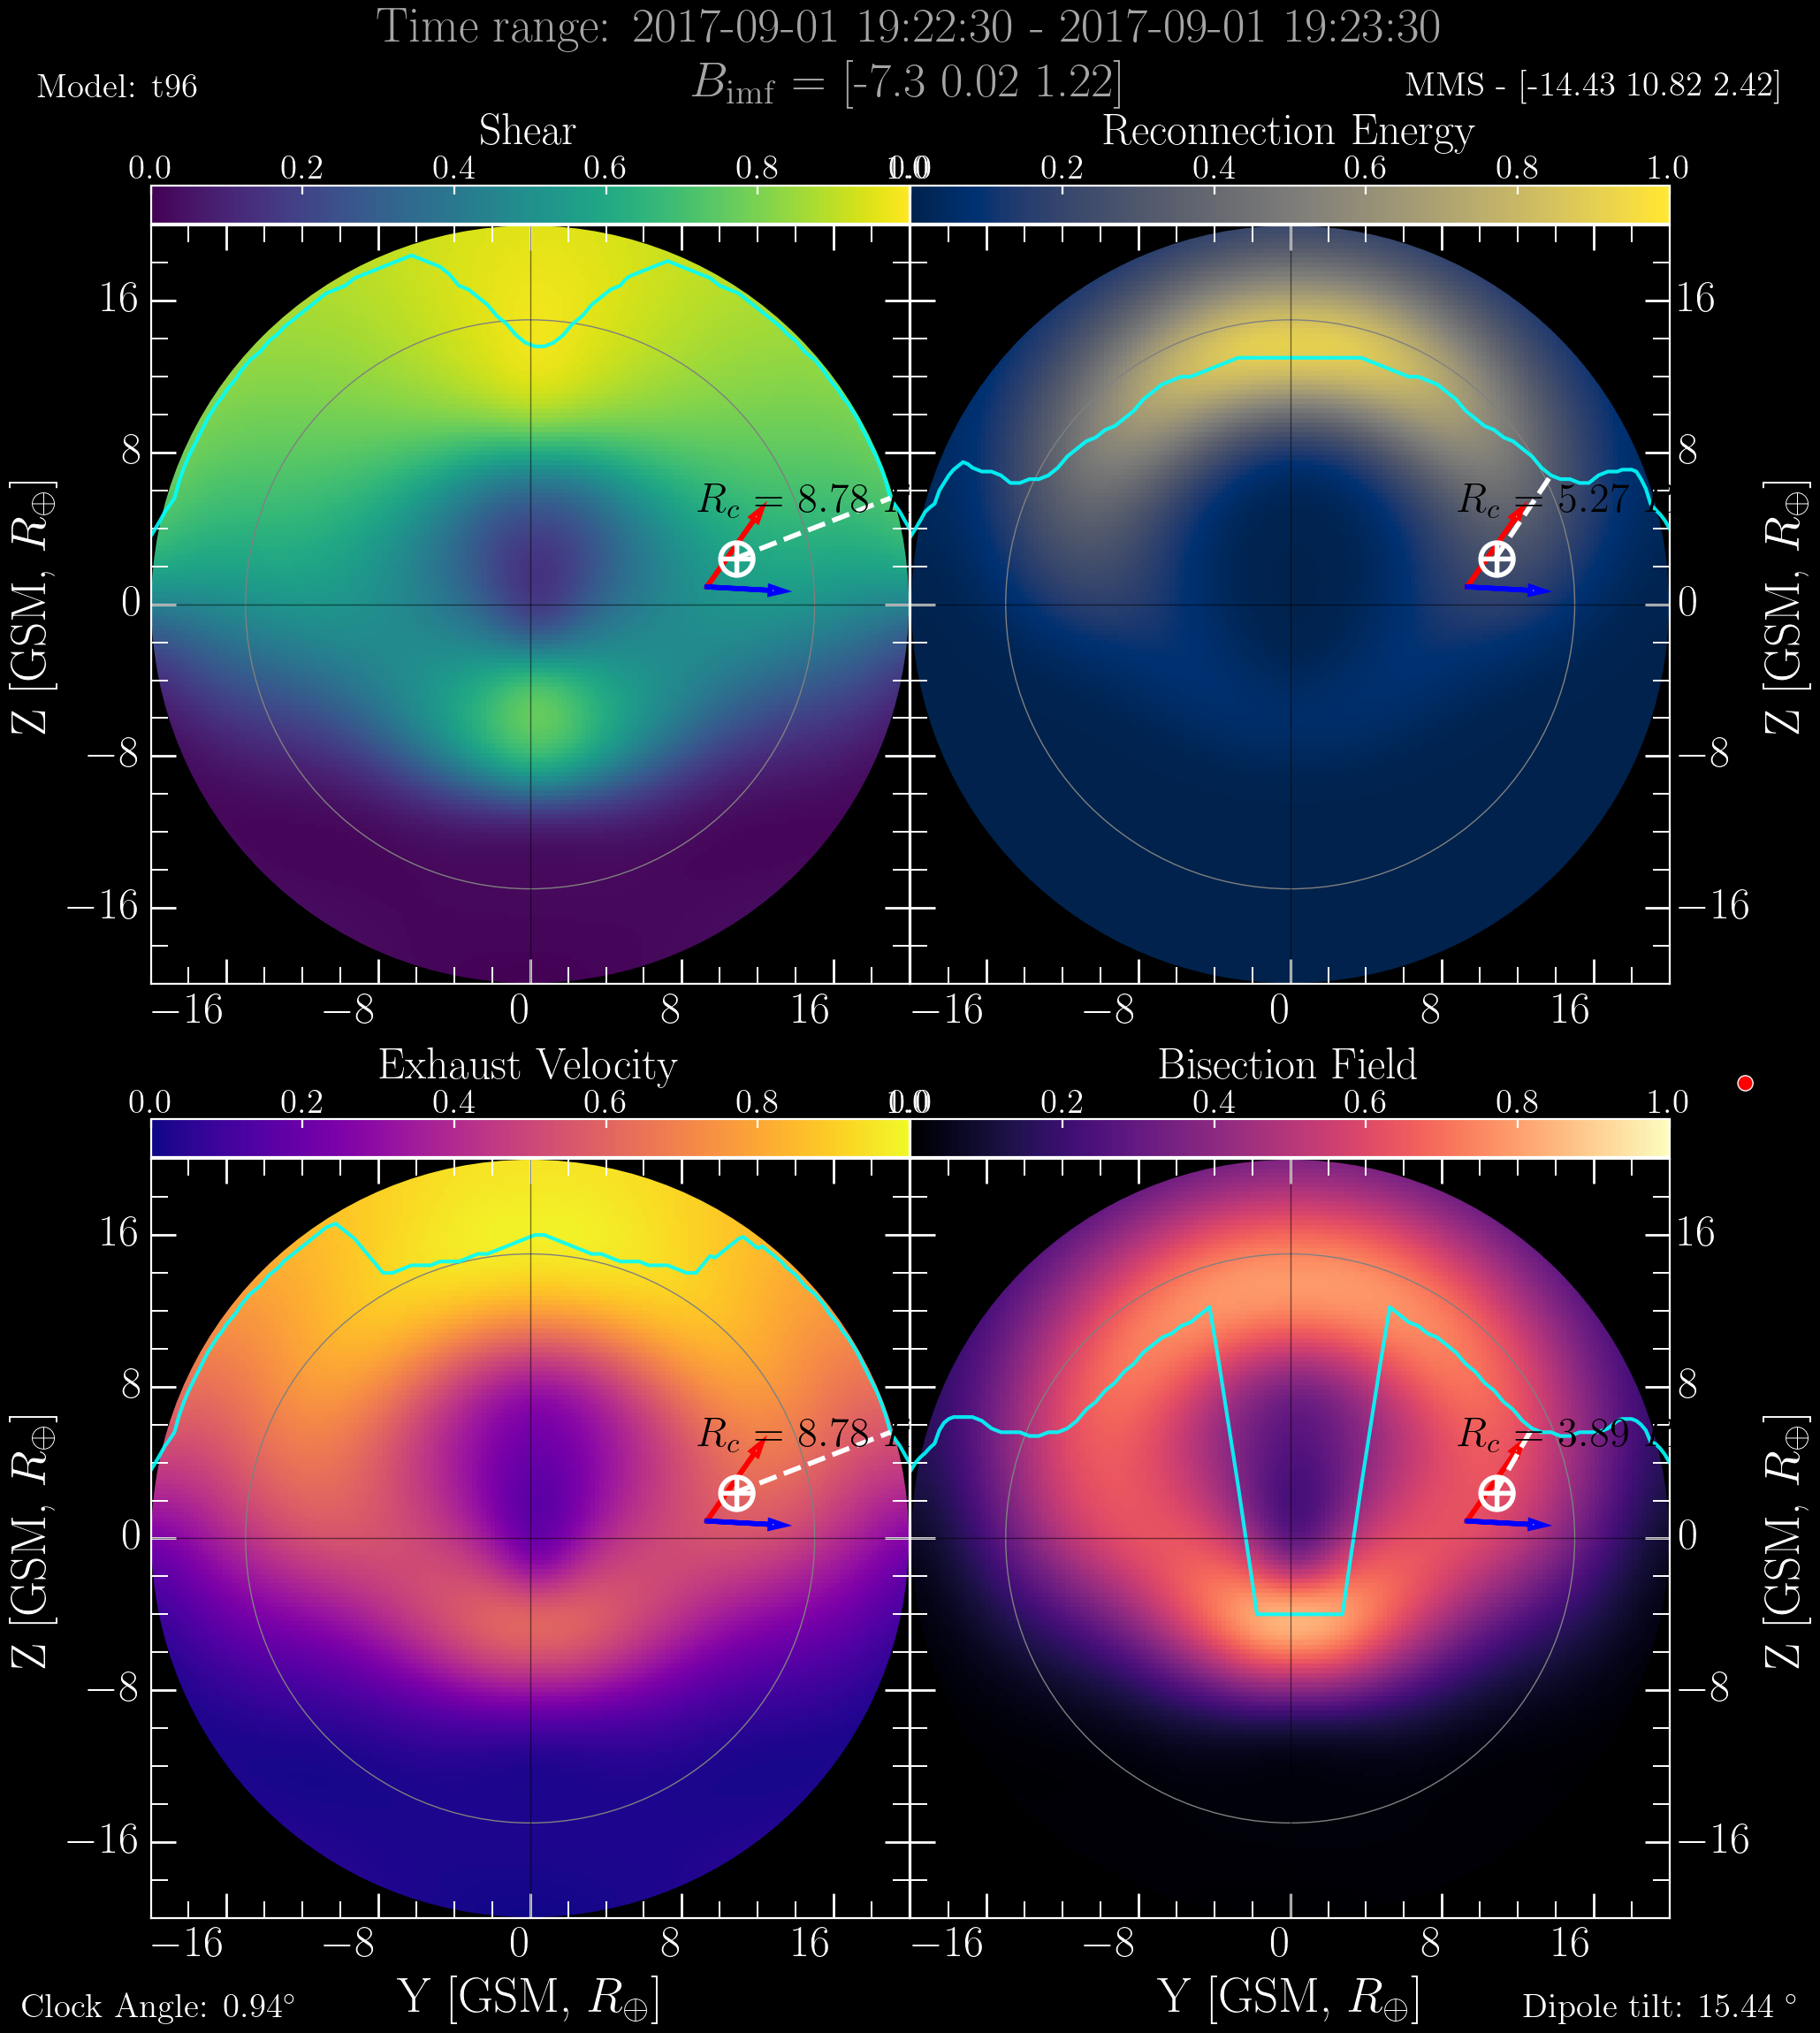 Time range: 2017-09-01 19:22:30 - 2017-09-01 19:23:30
Model: t96
B_imf = [-7.3 0.02 1.22]
MMS - [-14.43 10.82 2.42]
Shear
Reconnection Energy
0.0 0.2 0.4 0.6 0.8 1.0
0.2 0.4 0.6 0.8 1.0
16 8 0 −8 −16
Z [GSM, R⊕]
R_c = 8.78
R_c = 5.27
16 8 0 −8 −16
Z [GSM, R⊕]
−16 −8 0 8 16
−16 −8 0 8 16
Exhaust Velocity
Bisection Field
0.0 0.2 0.4 0.6 0.8 1.0
0.2 0.4 0.6 0.8 1.0
16 8 0 −8 −16
Z [GSM, R⊕]
R_c = 8.78
R_c = 3.89
16 8 0 −8 −16
Z [GSM, R⊕]
−16 −8 0 8 16
−16 −8 0 8 16
Y [GSM, R⊕]
Y [GSM, R⊕]
Clock Angle: 0.94°
Dipole tilt: 15.44 °